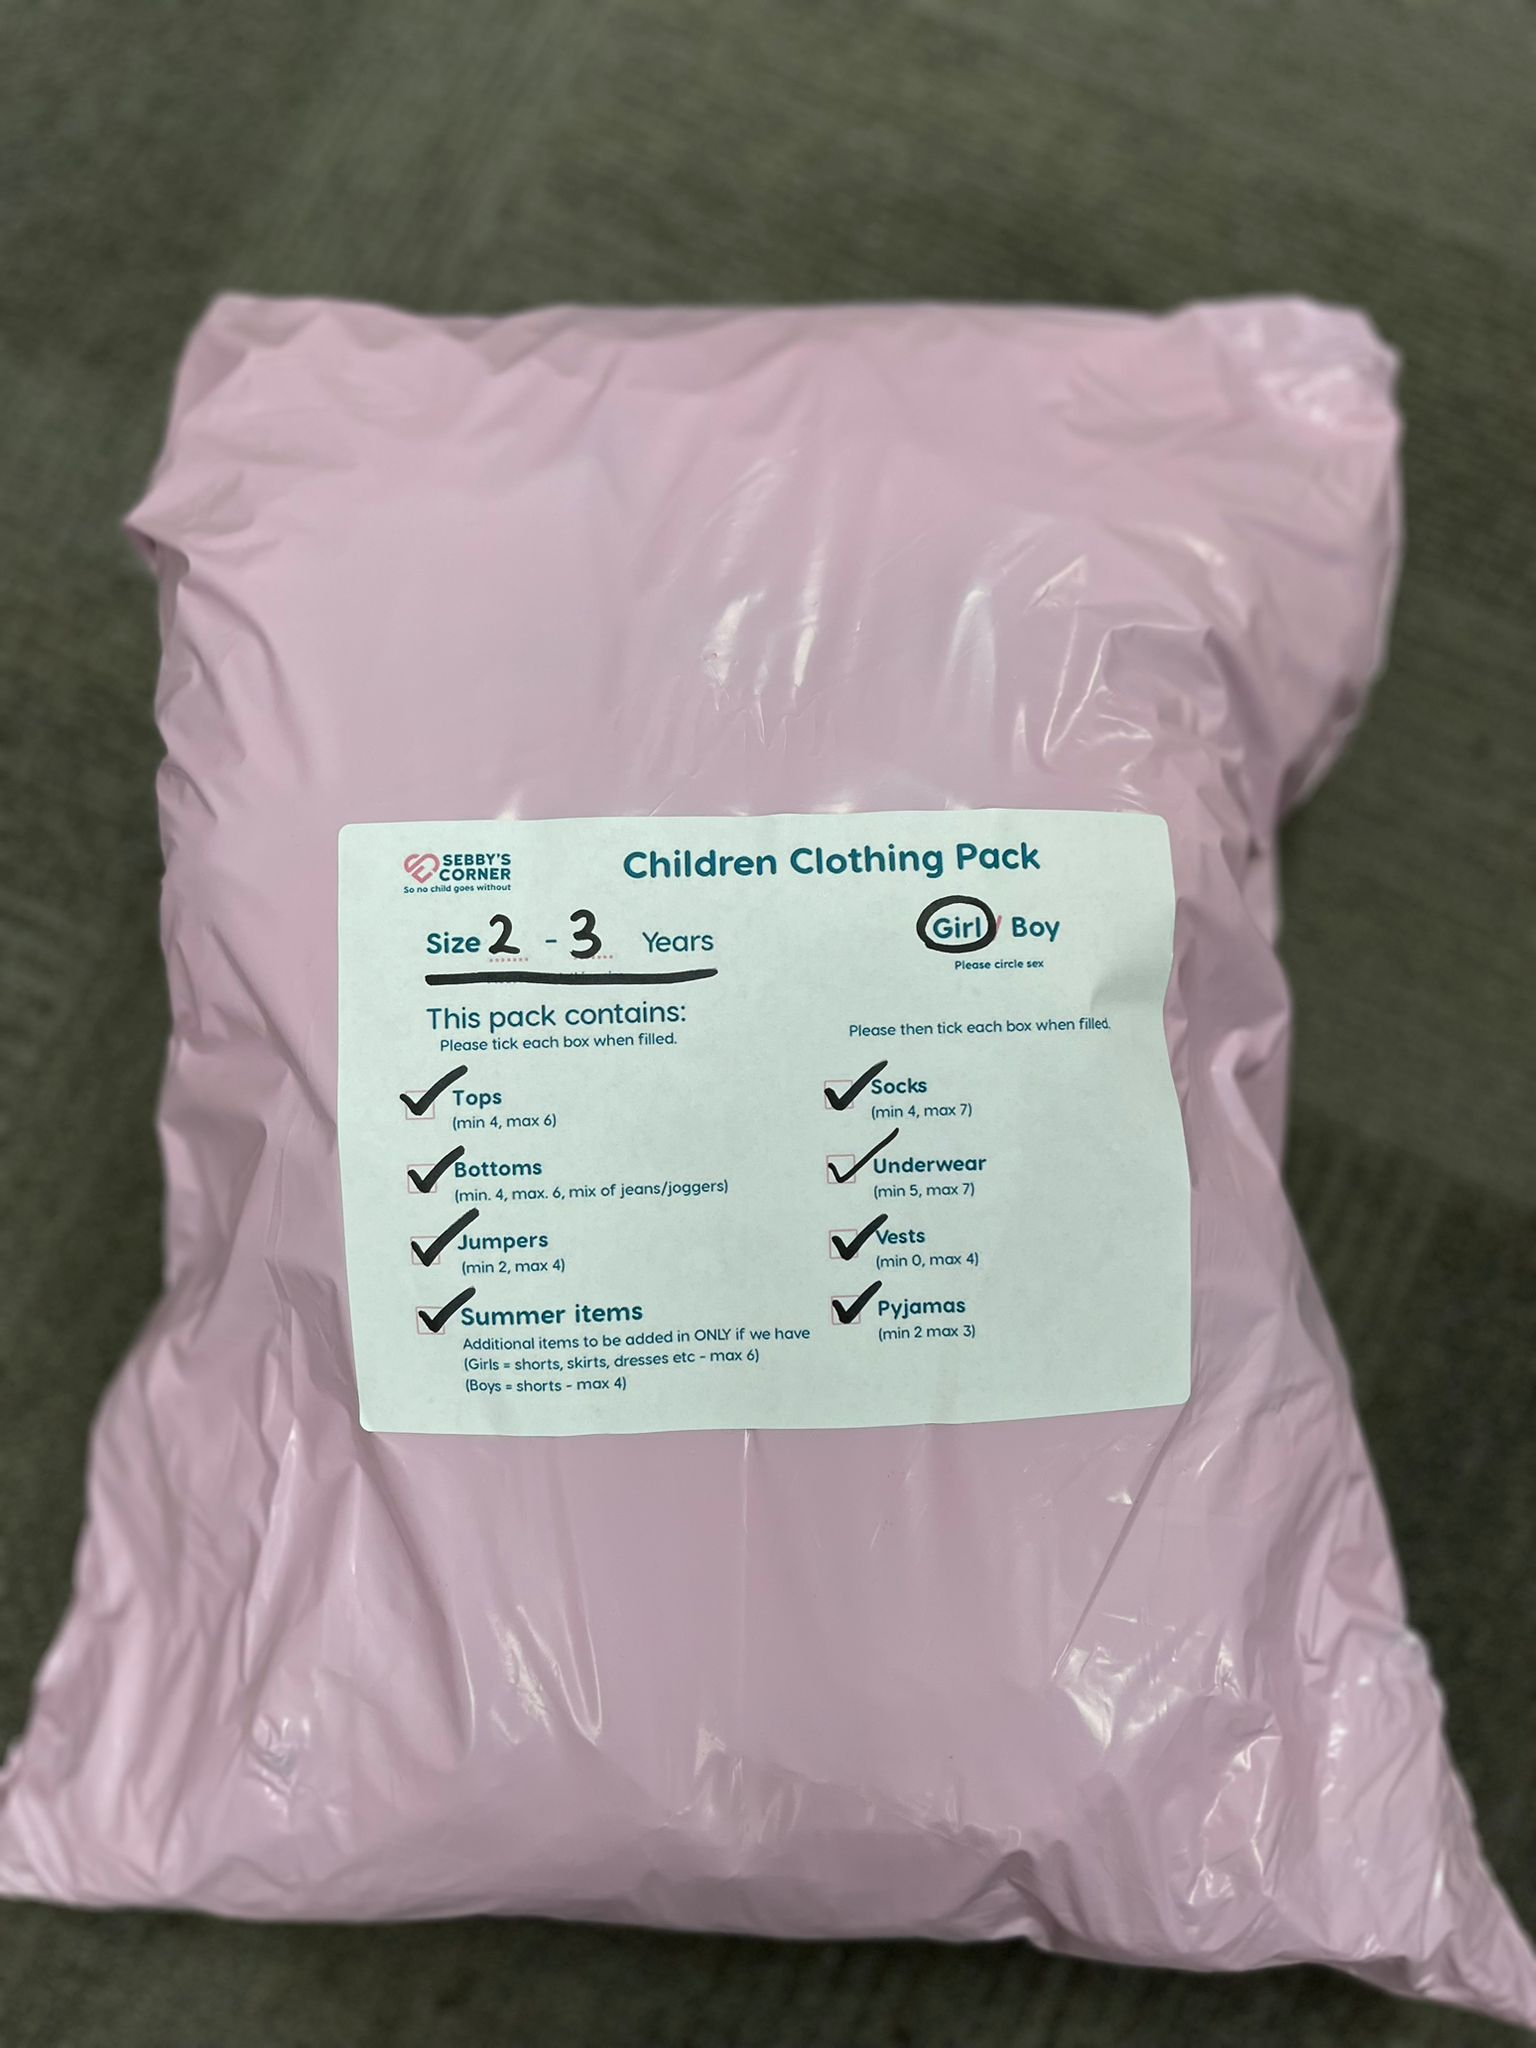 SEBBY'S
CORNER
So no child goes without
Children Clothing Pack
Size 2 - 3 Years
Girl / Boy
Please circle sex
This pack contains:
Please tick each box when filled.
Tops
(min 4, max 6)
Bottoms
(min. 4, max. 6, mix of jeans/joggers)
Jumpers
(min 2, max 4)
Summer items
Additional items to be added in ONLY if we have
(Girls = shorts, skirts, dresses etc - max 6)
(Boys = shorts - max 4)
Please then tick each box when filled.
Socks
(min 4, max 7)
Underwear
(min 5, max 7)
Vests
(min 0, max 4)
Pyjamas
(min 2 max 3)